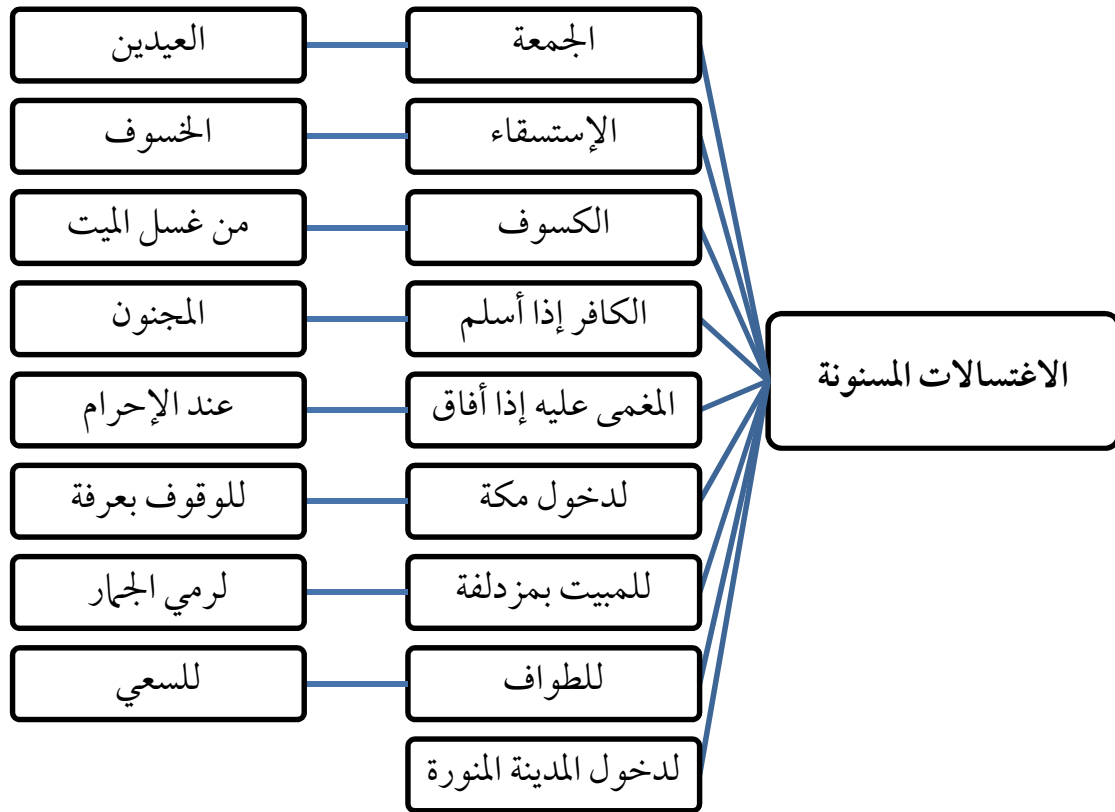 الاغتسالات المسنونة
الجمعة
العيدين
الإستسقاء
الخسوف
الكسوف
من غسل الميت
الكافر إذا أسلم
المجنون
المغمى عليه إذا أفاق
عند الإحرام
لدخول مكة
للوقوف بعرفة
للمبيت بمزدلفة
لرمي الجمار
للطواف
للسعي
لدخول المدينة المنورة